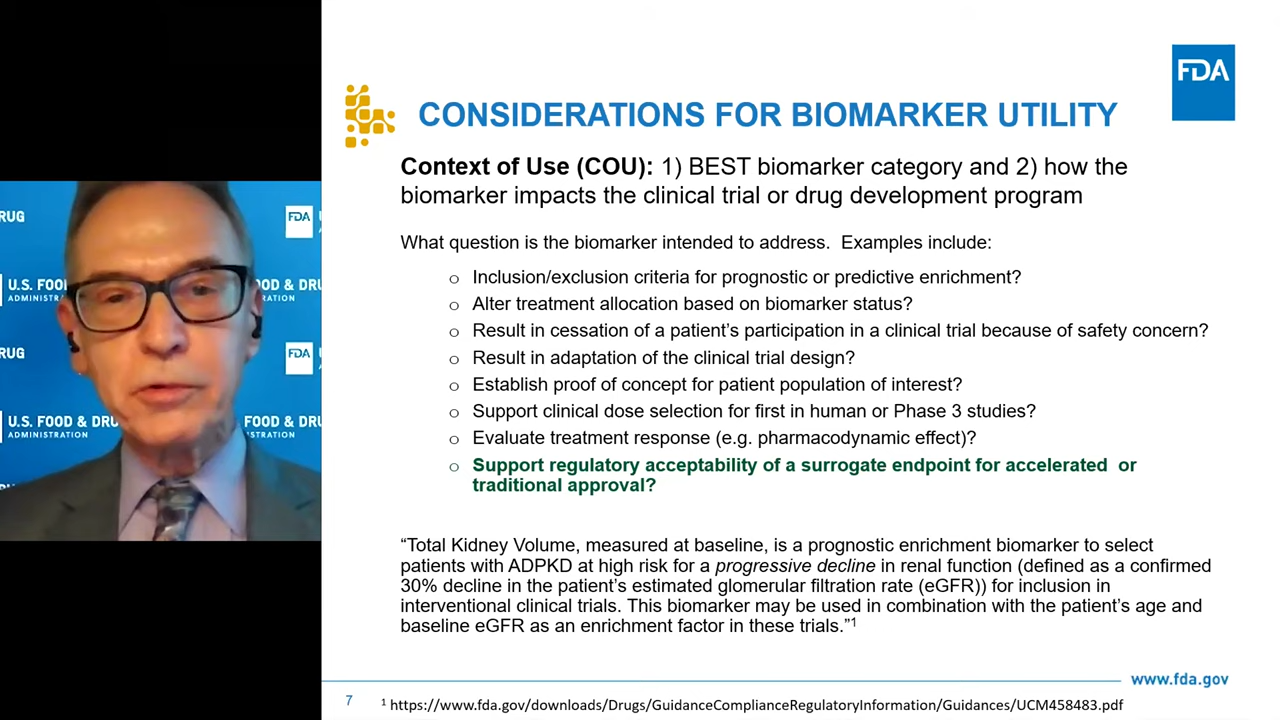 FDA
CONSIDERATIONS FOR BIOMARKER UTILITY
Context of Use (COU): 1) BEST biomarker category and 2) how the
biomarker impacts the clinical trial or drug development program
What question is the biomarker intended to address. Examples include:
o Inclusion/exclusion criteria for prognostic or predictive enrichment?
o Alter treatment allocation based on biomarker status?
o Result in cessation of a patient’s participation in a clinical trial because of safety concern?
o Result in adaptation of the clinical trial design?
o Establish proof of concept for patient population of interest?
o Support clinical dose selection for first in human or Phase 3 studies?
o Evaluate treatment response (e.g. pharmacodynamic effect)?
o Support regulatory acceptability of a surrogate endpoint for accelerated or
traditional approval?
“Total Kidney Volume, measured at baseline, is a prognostic enrichment biomarker to select
patients with ADPKD at high risk for a progressive decline in renal function (defined as a confirmed
30% decline in the patient’s estimated glomerular filtration rate (eGFR)) for inclusion in
interventional clinical trials. This biomarker may be used in combination with the patient’s age and
baseline eGFR as an enrichment factor in these trials.”1
www.fda.gov
7
1 https://www.fda.gov/downloads/Drugs/GuidanceComplianceRegulatoryInformation/Guidances/UCM458483.pdf
RUG
FDA
U.S. FOO
OD & DRU
ADMINISTRATION
RATION
RUG
FDA
U.S. FOOD & DRU
FOOD & DRU
ADMINISTRATION
ISTRATION